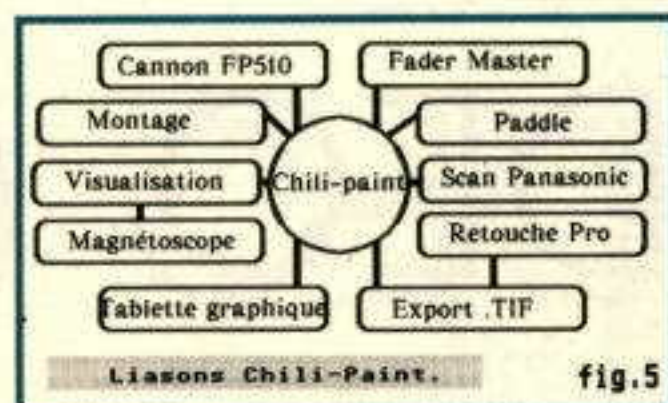 Cannon FP510
Fader Master
Montage
Paddle
Visualisation
Chili-paint
Scan Panasonic
Magnétoscope
Retouche Pro
Tablette graphique
Export .TIF
Liasons Chili-Paint.
fig.5